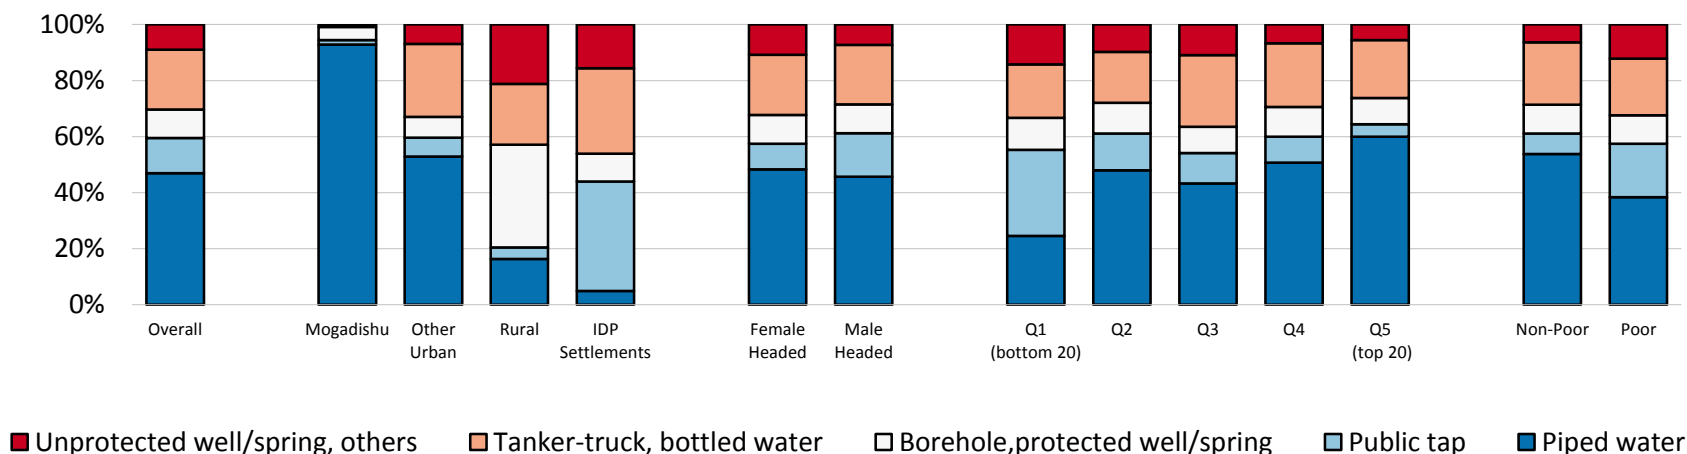 100%
80%
60%
40%
20%
0%
Overall
Mogadishu
Other
Urban
Rural
IDP
Settlements
Female
Headed
Male
Headed
Q1
(bottom 20)
Q2
Q3
Q4
Q5
(top 20)
Non-Poor
Poor
Unprotected well/spring, others
Tanker-truck, bottled water
Borehole,protected well/spring
Public tap
Piped water